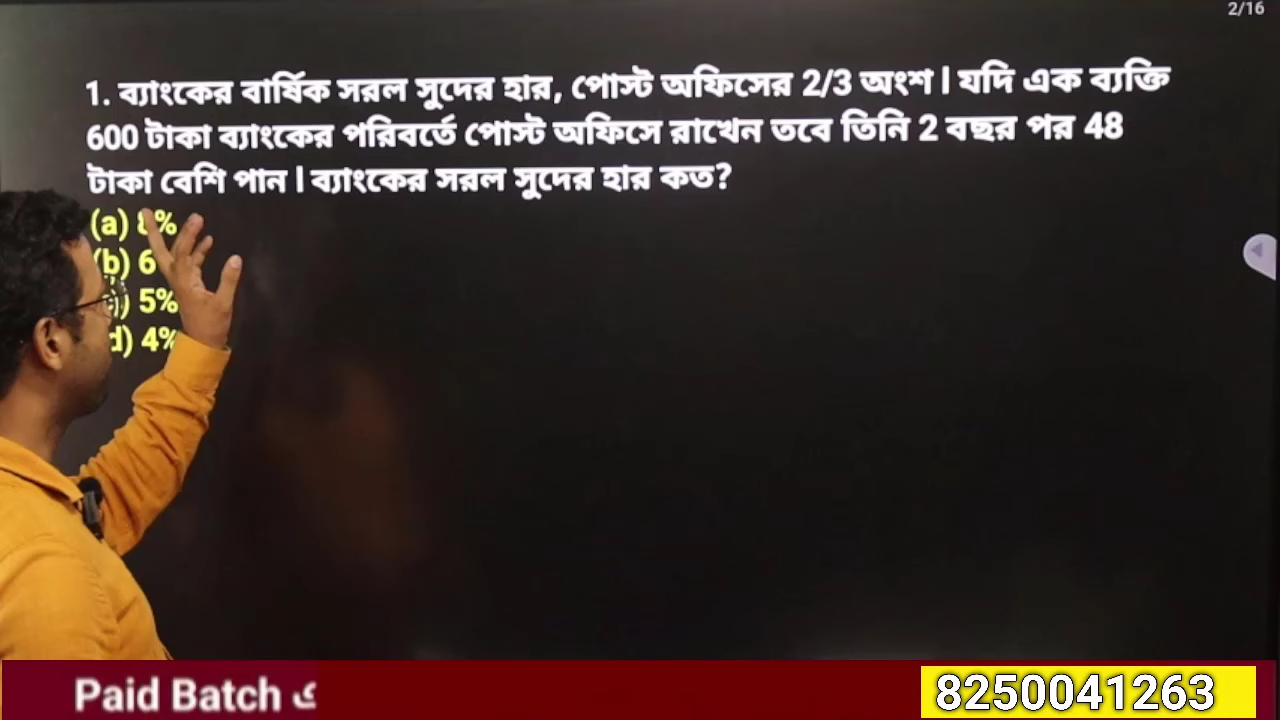 2/16
1. ব্যাংকের বার্ষিক সরল সুদের হার, পোস্ট অফিসের 2/3 অংশ। যদি এক ব্যক্তি
600 টাকা ব্যাংকের পরিবর্তে পোস্ট অফিসে রাখেন তবে তিনি 2 বছর পর 48
টাকা বেশি পান। ব্যাংকের সরল সুদের হার কত?
(a) 8%
(b) 6
5%
d) 4%
Paid Batch
8250041263